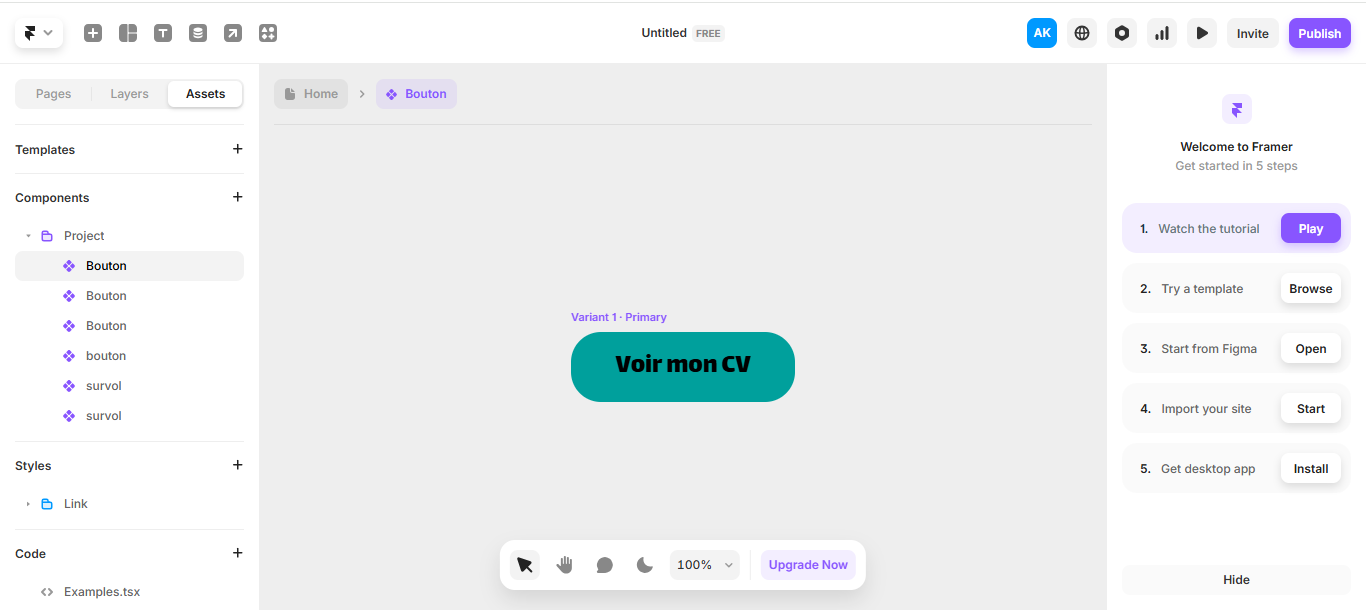 Untitled FREE
AK
Invite
Publish
Pages Layers Assets
Templates
Components
Project
Bouton
Bouton
Bouton
bouton
survol
survol
Styles
Link
Code
Examples.tsx
Home
Bouton
Variant 1 · Primary
Voir mon CV
100%
Upgrade Now
Welcome to Framer
Get started in 5 steps
1. Watch the tutorial Play
2. Try a template Browse
3. Start from Figma Open
4. Import your site Start
5. Get desktop app Install
Hide